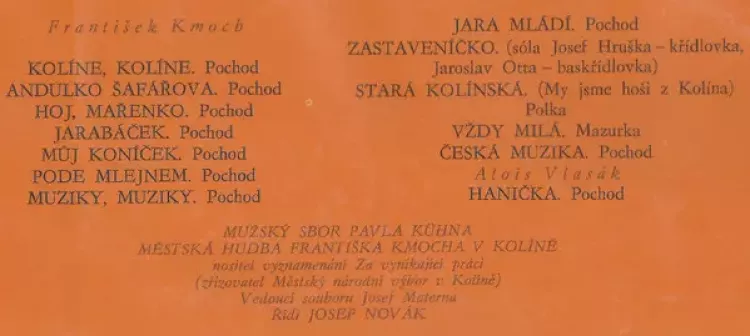 František Kmoch
KOLÍNE, KOLÍNE. Pochod
ANDULKO ŠAFÁŘOVA. Pochod
HOJ, MAŘENKO. Pochod
JARABÁČEK. Pochod
MŮJ KONÍČEK. Pochod
PODE MLEJNEM. Pochod
MUZIKY, MUZIKY. Pochod
JARA MLÁDÍ. Pochod
ZASTAVENÍČKO. (sóla Josef Hruška – křídlovka,
Jaroslav Otta – baskřídlovka)
STARÁ KOLÍNSKÁ. (My jsme hoši z Kolína)
Polka
VŽDY MILÁ. Mazurka
ČESKÁ MUZIKA. Pochod
Alois Vlasák
HANIČKA. Pochod
MUŽSKÝ SBOR PAVLA KÜHNA
MĚSTSKÁ HUDBA FRANTIŠKA KMOCHA V KOLÍNĚ
nositel vyznamenání Za vynikající práci
(zřizovatel Městský národní výbor v Kolíně)
Vedoucí souboru Josef Materna
Řídí JOSEF NOVÁK